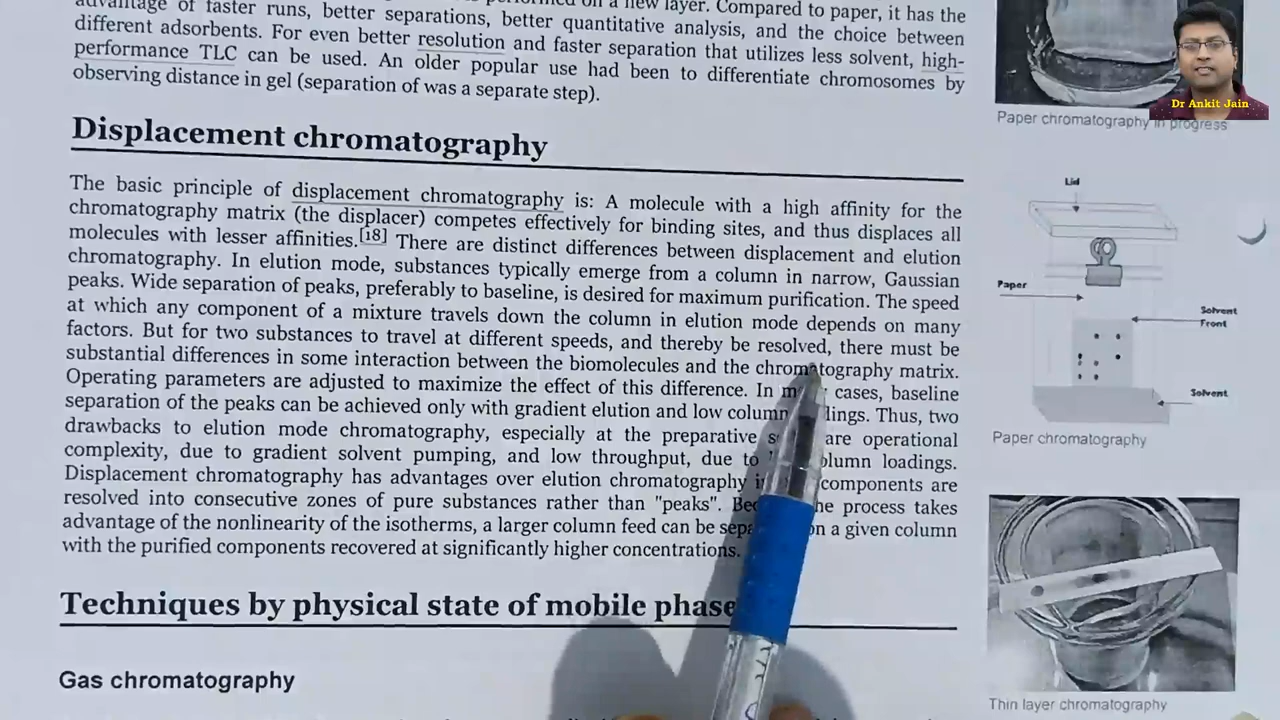 advantage of faster runs, better separations, better quantitative analysis, and the choice between
different adsorbents. For even better resolution and faster separation that utilizes less solvent, high-
performance TLC can be used. An older popular use had been to differentiate chromosomes by
observing distance in gel (separation of was a separate step).
Displacement chromatography
The basic principle of displacement chromatography is: A molecule with a high affinity for the
chromatography matrix (the displacer) competes effectively for binding sites, and thus displaces all
molecules with lesser affinities.[18] There are distinct differences between displacement and elution
chromatography. In elution mode, substances typically emerge from a column in narrow, Gaussian
peaks. Wide separation of peaks, preferably to baseline, is desired for maximum purification. The speed
at which any component of a mixture travels down the column in elution mode depends on many
factors. But for two substances to travel at different speeds, and thereby be resolved, there must be
substantial differences in some interaction between the biomolecules and the chromatography matrix.
Operating parameters are adjusted to maximize the effect of this difference. In cases, baseline
separation of the peaks can be achieved only with gradient elution and low column Thus, two
drawbacks to elution mode chromatography, especially at the preparative are operational
complexity, due to gradient solvent pumping, and low throughput, due to column loadings.
Displacement chromatography has advantages over elution chromatography components are
resolved into consecutive zones of pure substances rather than "peaks". process takes
advantage of the nonlinearity of the isotherms, a larger column feed can be on a given column
with the purified components recovered at significantly higher concentrations.
Techniques by physical state of mobile phase
Gas chromatography
Dr Ankit Jain
Paper chromatography in progress
Lid
Paper
Solvent
Front
Solvent
Paper chromatography
Thin layer chromatography